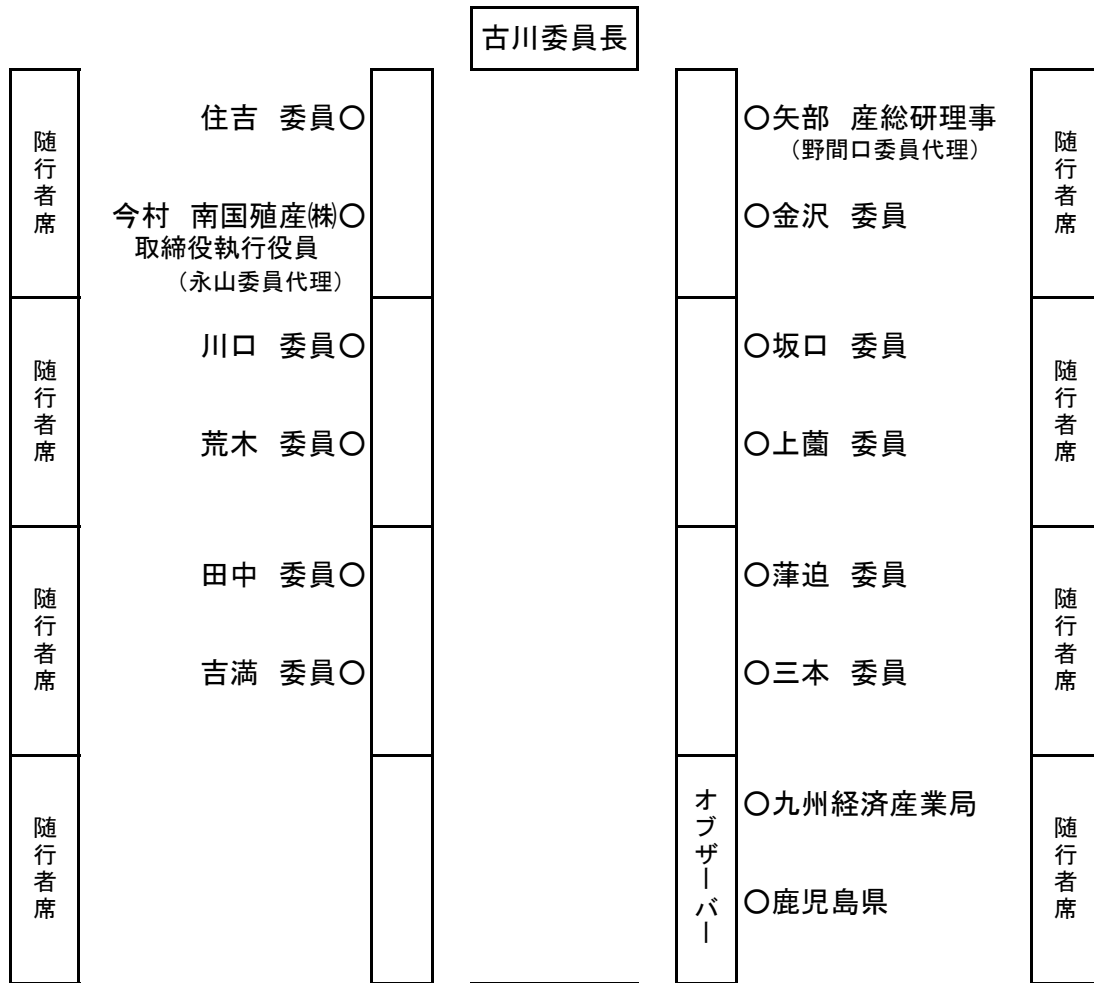 古川委員長
随行者席
住吉 委員○
今村 南国殖産㈱○
取締役執行役員
（永山委員代理）
○矢部 産総研理事
（野間口委員代理）
○金沢 委員
随行者席
随行者席
川口 委員○
荒木 委員○
○坂口 委員
○上薗 委員
随行者席
随行者席
田中 委員○
吉満 委員○
○蓮迫 委員
○三本 委員
随行者席
随行者席
オブザーバー
○九州経済産業局
○鹿児島県
随行者席